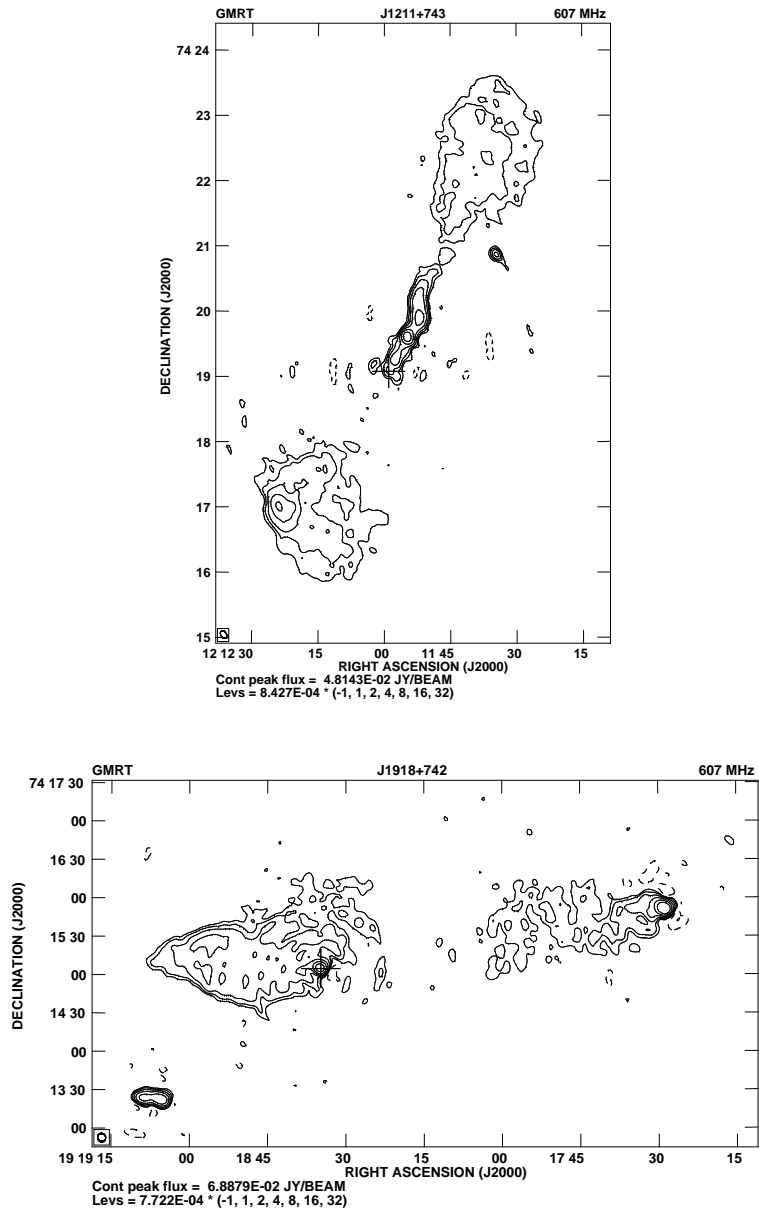 GMRT J1211+743 607 MHz
74 24
23
22
21
20
19
18
17
16
15
DECLINATION (J2000)
12 12 30 15 00 11 45 30 15
RIGHT ASCENSION (J2000)
Cont peak flux = 4.8143E-02 JY/BEAM
Levs = 8.427E-04 * (-1, 1, 2, 4, 8, 16, 32)
GMRT J1918+742 607 MHz
74 17 30
00
16 30
00
15 30
00
14 30
00
13 30
00
DECLINATION (J2000)
19 19 15 00 18 45 30 15 00 17 45 30 15
RIGHT ASCENSION (J2000)
Cont peak flux = 6.8879E-02 JY/BEAM
Levs = 7.722E-04 * (-1, 1, 2, 4, 8, 16, 32)